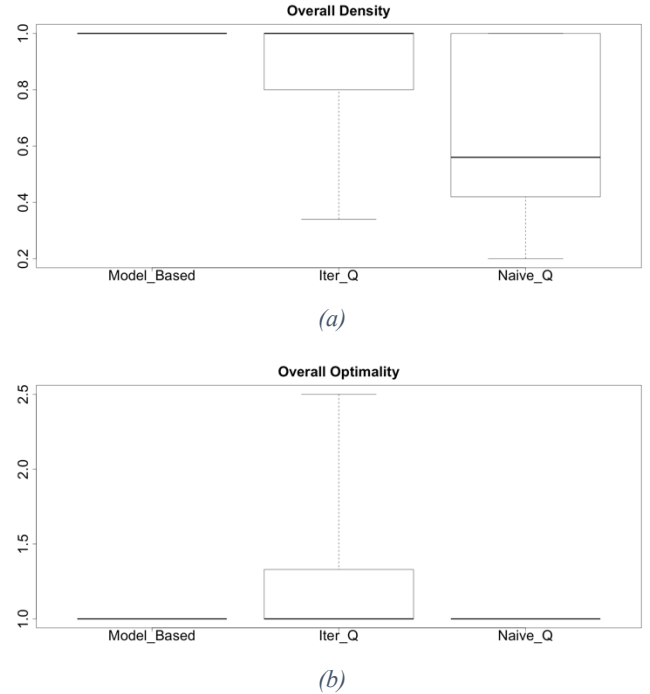 Overall Density
1.0
0.8
0.6
0.4
0.2
Model_Based Iter_Q Naive_Q
(a)
Overall Optimality
2.5
2.0
1.5
1.0
Model_Based Iter_Q Naive_Q
(b)